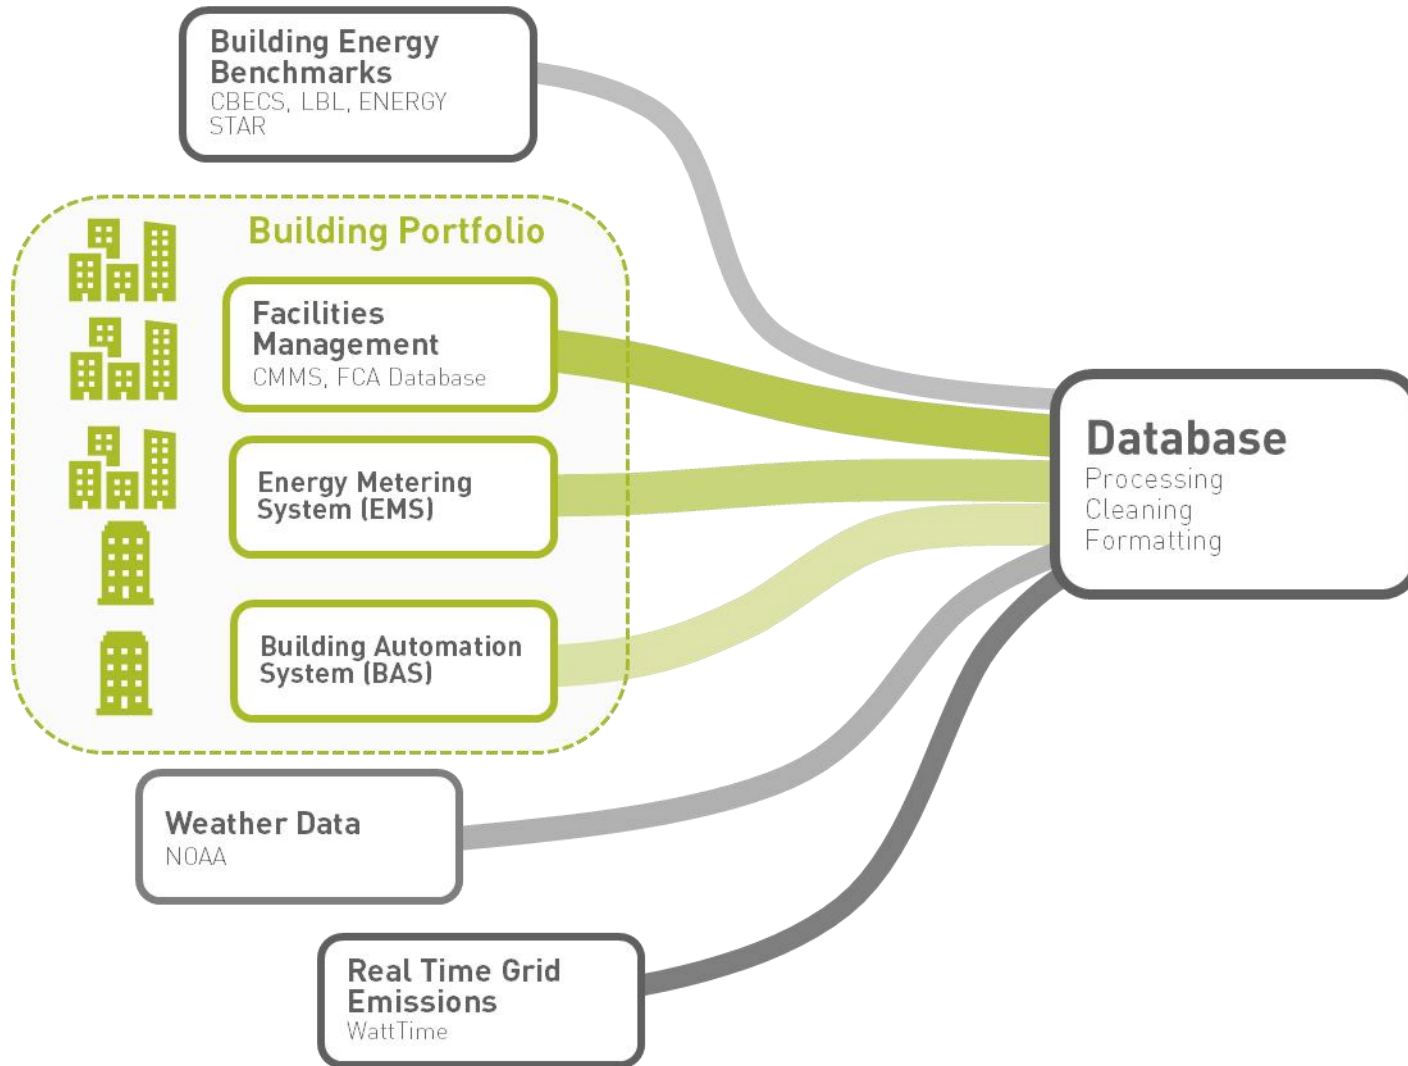 Building Energy
Benchmarks
CBECS, LBL, ENERGY
STAR
Building Portfolio
Facilities
Management
CMMS, FCA Database
Energy Metering
System (EMS)
Building Automation
System (BAS)
Weather Data
NOAA
Real Time Grid
Emissions
WattTime
Database
Processing
Cleaning
Formatting